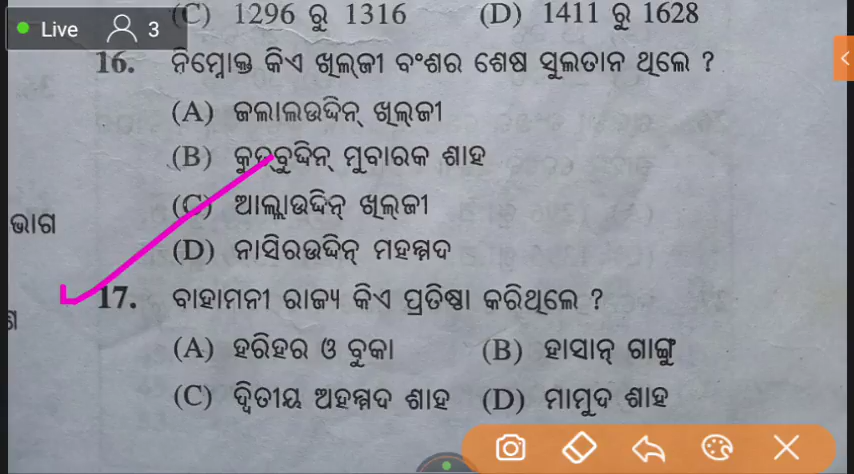 (C) 1296 ରୁ 1316 (D) 1411 ରୁ 1628
Live 3
16. ନିମ୍ନୋକ୍ତ କିଏ ଖିଲ୍‌ଜୀ ବଂଶର ଶେଷ ସୁଲତାନ ଥିଲେ ?
(A) ଜଲାଲଉଦ୍ଦିନ୍ ଖିଲ୍‌ଜୀ
(B) କୁତ୍‌ବୁଦ୍ଦିନ୍ ମୁବାରକ ଶାହ
(C) ଆଲ୍ଲାଉଦ୍ଦିନ୍ ଖିଲ୍‌ଜୀ
ଭାଗ
(D) ନାସିରଉଦ୍ଦିନ୍ ମହମ୍ମଦ
17. ବାହାମନୀ ରାଜ୍ୟ କିଏ ପ୍ରତିଷ୍ଠା କରିଥିଲେ ?
(A) ହରିହର ଓ ବୁକା (B) ହାସାନ୍ ଗାଙ୍ଗୁ
(C) ଦ୍ୱିତୀୟ ଅହମ୍ମଦ ଶାହ (D) ମାମୁଦ ଶାହ